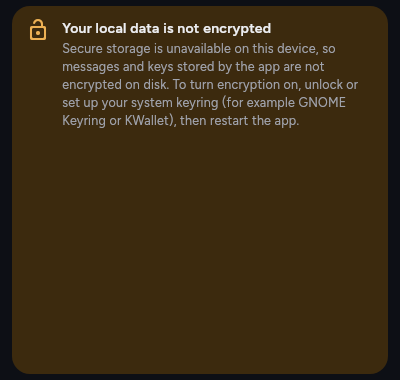 Your local data is not encrypted
Secure storage is unavailable on this device, so
messages and keys stored by the app are not
encrypted on disk. To turn encryption on, unlock or
set up your system keyring (for example GNOME
Keyring or KWallet), then restart the app.